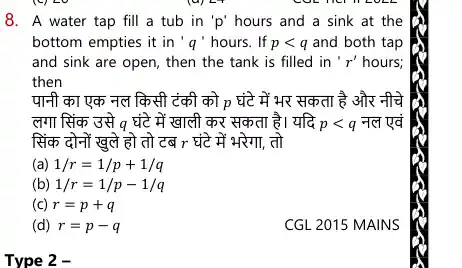 8. A water tap fill a tub in 'p' hours and a sink at the
bottom empties it in ' q ' hours. If p < q and both tap
and sink are open, then the tank is filled in ' r' hours;
then
पानी का एक नल किसी टंकी को p घंटे में भर सकता है और नीचे
लगा सिंक उसे q घंटे में खाली कर सकता है। यदि p < q नल एवं
सिंक दोनों खुले हो तो टब r घंटे में भरेगा, तो
(a) 1/r = 1/p + 1/q
(b) 1/r = 1/p − 1/q
(c) r = p + q
(d) r = p − q CGL 2015 MAINS
Type 2 –